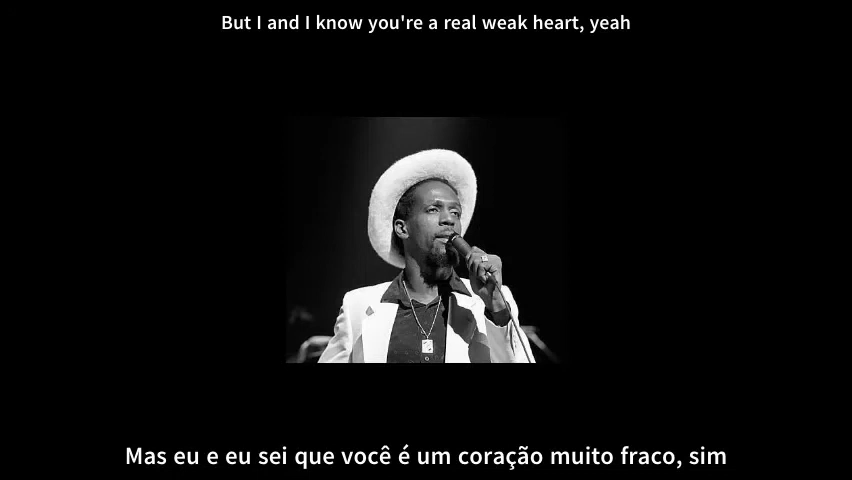 But I and I know you're a real weak heart, yeah
Mas eu e eu sei que você é um coração muito fraco, sim